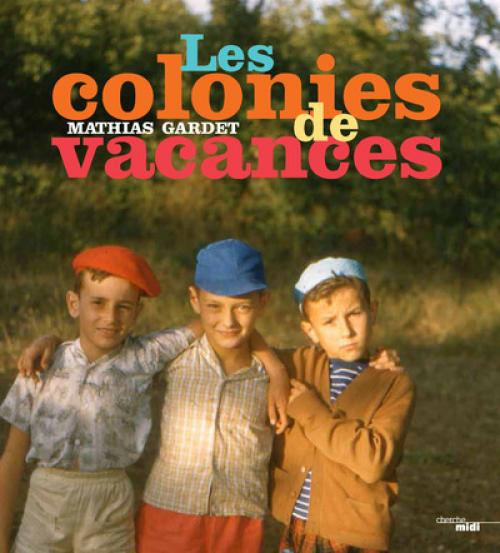 Les
colonies
MATHIAS GARDET
de
vacances
cherche
midi